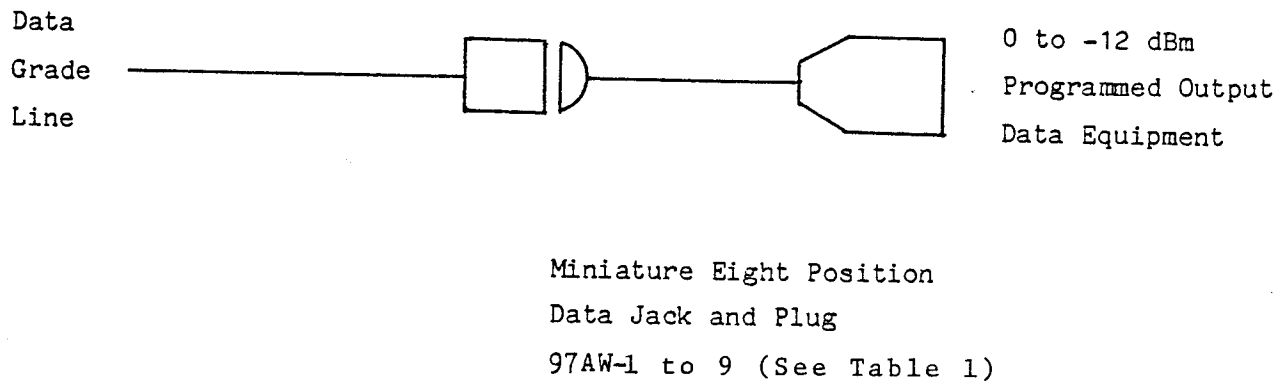 Data
Grade
Line
0 to -12 dBm
Programmed Output
Data Equipment
Miniature Eight Position
Data Jack and Plug
97AW-1 to 9 (See Table 1)